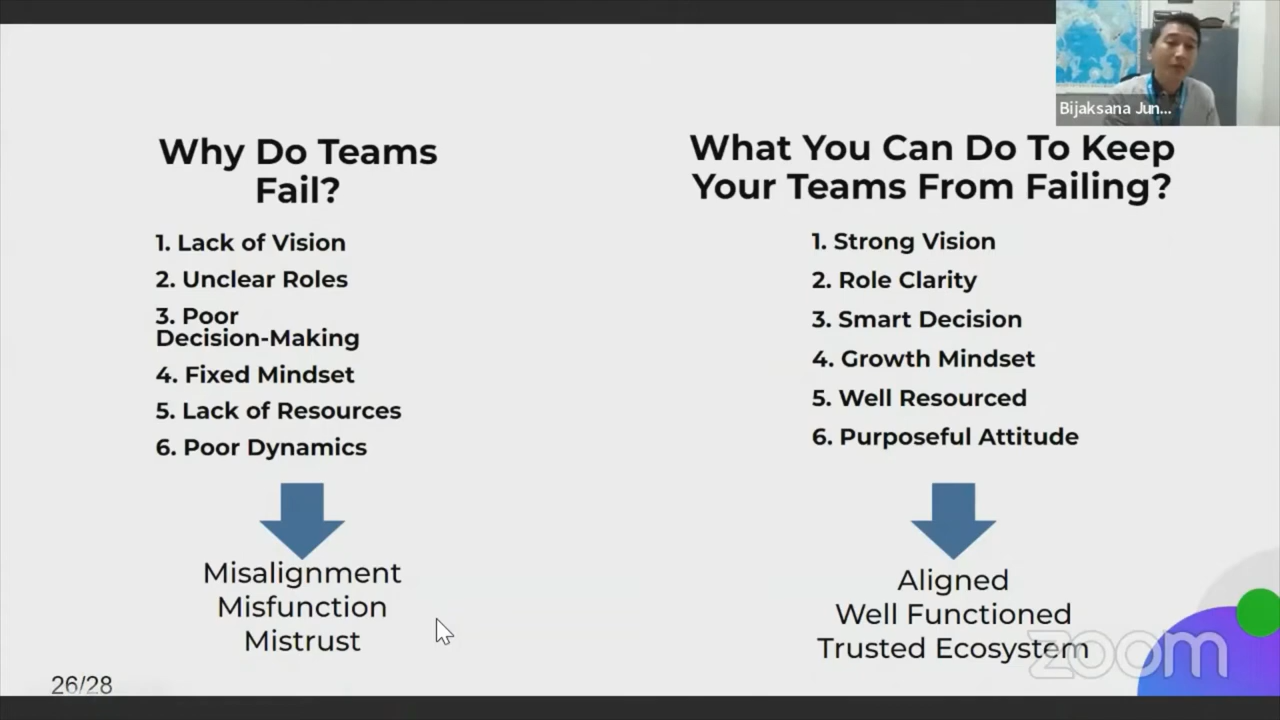 Bijaksana Jun...
Why Do Teams
Fail?
1. Lack of Vision
2. Unclear Roles
3. Poor
Decision-Making
4. Fixed Mindset
5. Lack of Resources
6. Poor Dynamics
Misalignment
Misfunction
Mistrust
What You Can Do To Keep
Your Teams From Failing?
1. Strong Vision
2. Role Clarity
3. Smart Decision
4. Growth Mindset
5. Well Resourced
6. Purposeful Attitude
Aligned
Well Functioned
Trusted Ecosystem
zoom
26/28